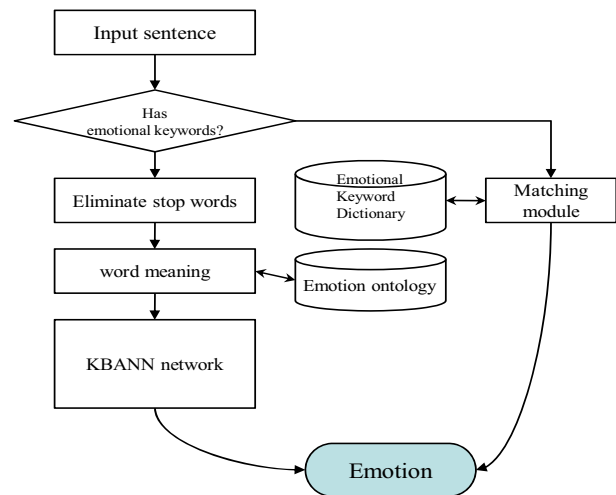 Input sentence
Has
emotional keywords?
Eliminate stop words
Emotional
Keyword
Dictionary
Matching
module
word meaning
Emotion ontology
KBANN network
Emotion